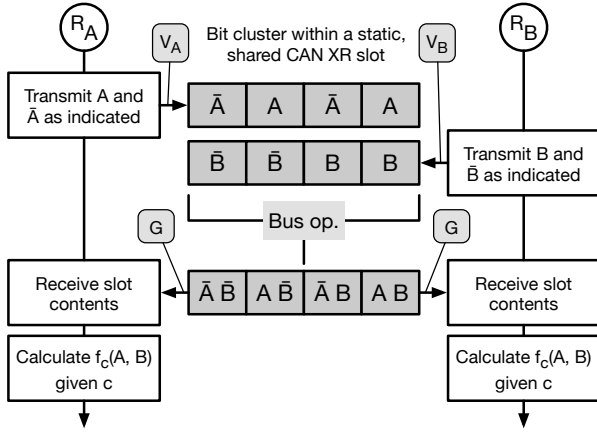 R_A
V_A
Bit cluster within a static,
shared CAN XR slot
V_B
R_B
Transmit A and
Ā as indicated
Ā A Ā A
B̄ B̄ B B
Transmit B and
B̄ as indicated
Bus op.
G
G
Receive slot
contents
Ā B̄ A B̄ Ā B A B
Receive slot
contents
Calculate f_c(A, B)
given c
Calculate f_c(A, B)
given c